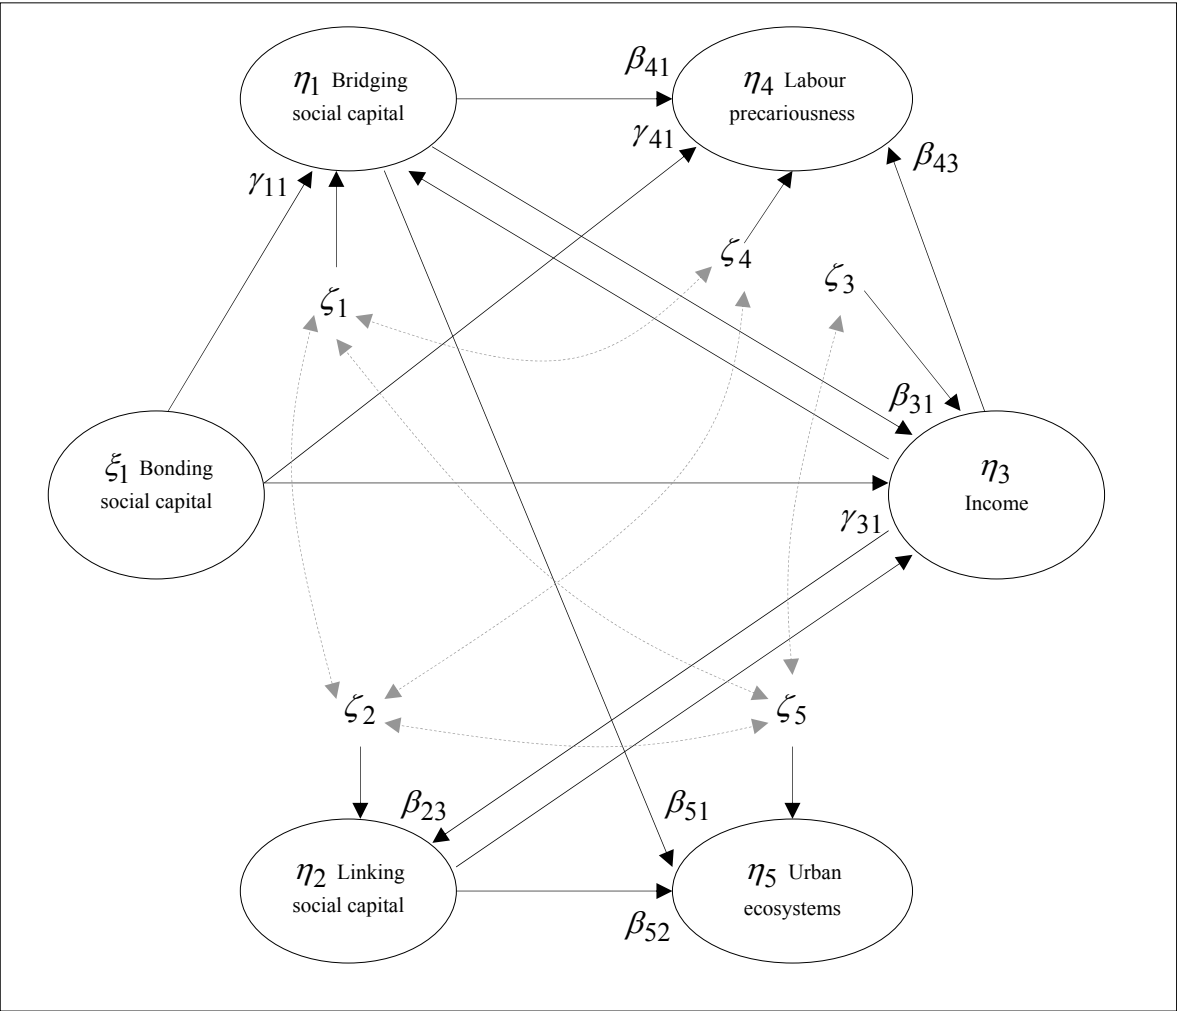 η1 Bridging
social capital
β41
η4 Labour
precariousness
γ41
β43
γ11
ζ4
ζ3
ζ1
β31
ξ1 Bonding
social capital
η3
Income
γ31
ζ2
ζ5
β23
β51
η2 Linking
social capital
η5 Urban
ecosystems
β52